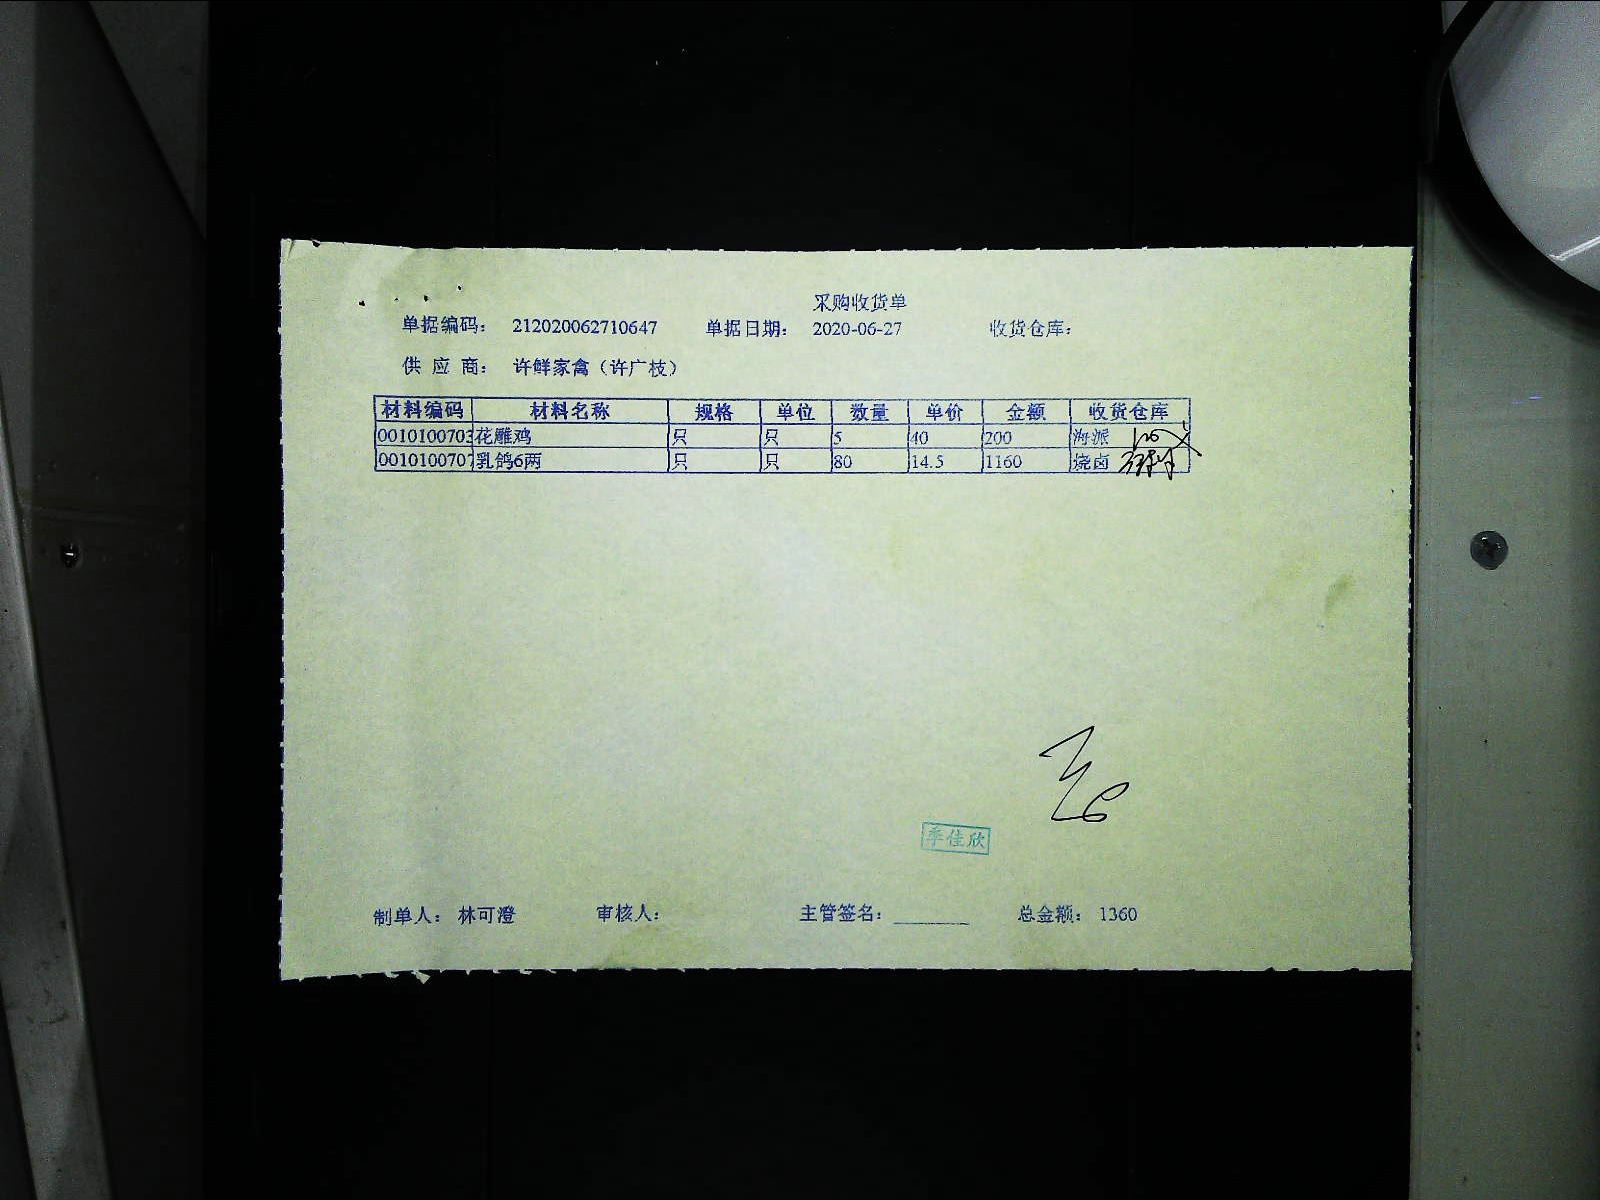 采购收货单
单据编码： 212020062710647 单据日期： 2020-06-27 收货仓库：
供 应 商： 许鲜家禽（许广枝）
材料编码 材料名称 规格 单位 数量 单价 金额 收货仓库
0010100703 花雕鸡 只 只 5 40 200 海派
0010100707 乳鸽6两 只 只 80 14.5 1160 烧卤
季佳欣
制单人： 林可澄 审核人： 主管签名： 总金额： 1360